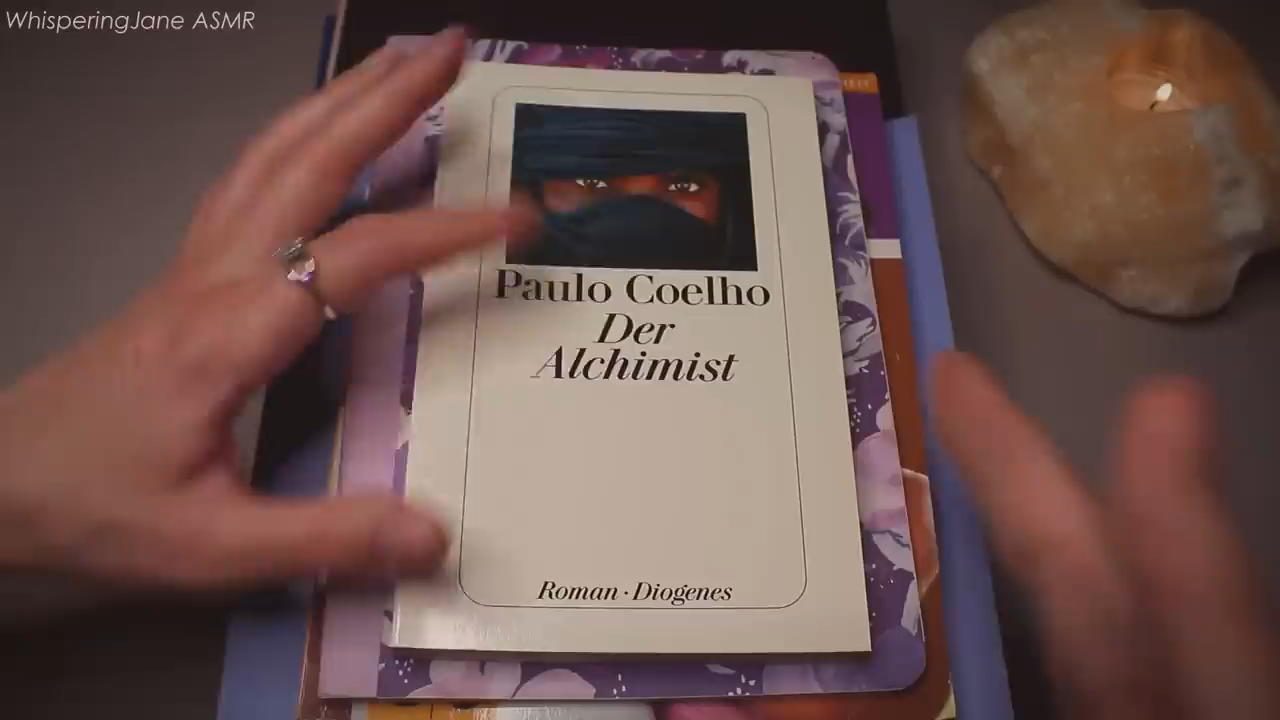 WhisperingJane ASMR
Paulo Coelho
Der
Alchimist
Roman · Diogenes